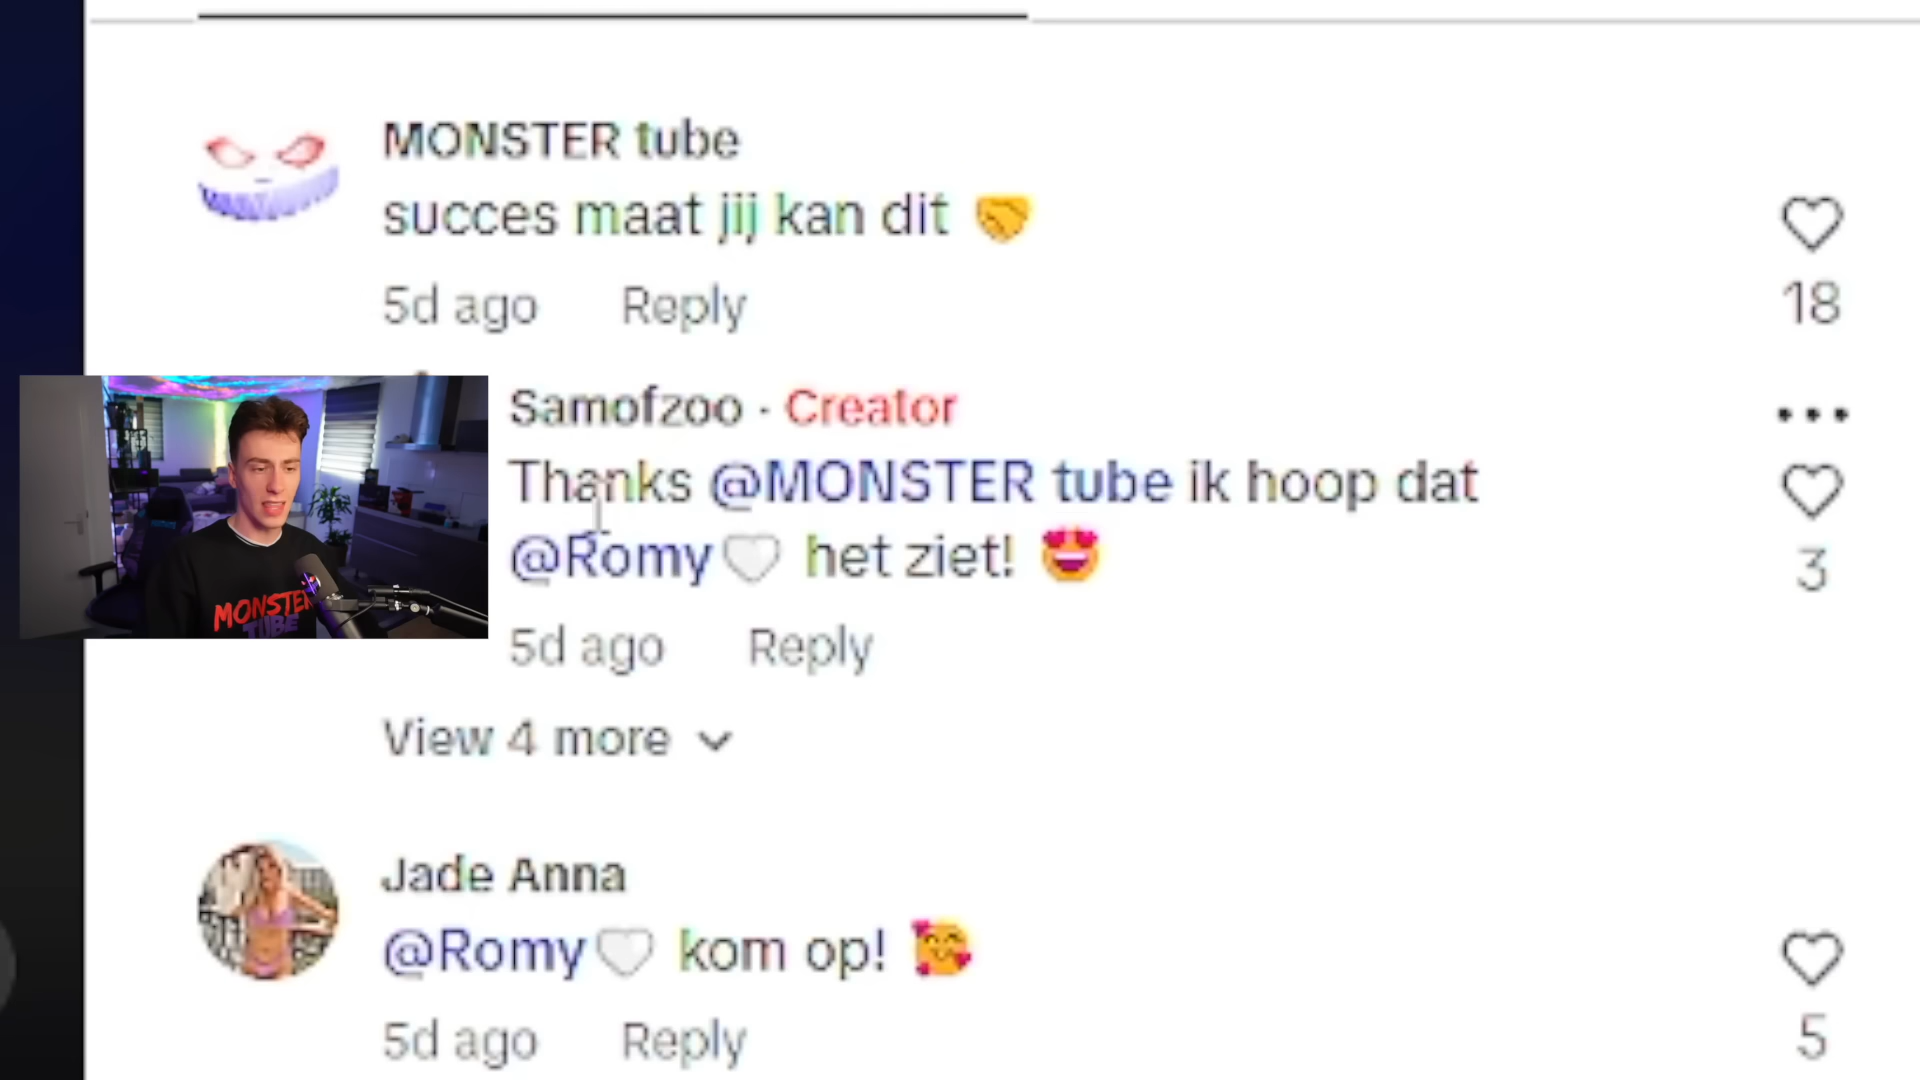 MONSTER tube
succes maat jij kan dit 🤝
5d ago Reply
18
Samofzoo · Creator
Thanks @MONSTER tube ik hoop dat
@Romy🤍 het ziet! 😍
3
5d ago Reply
View 4 more
MONSTER
TUBE
Jade Anna
@Romy🤍 kom op! 🥰
5d ago Reply
5